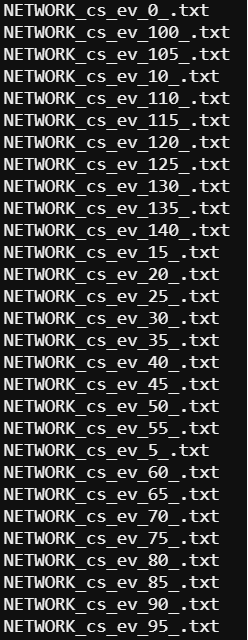 NETWORK_cs_ev_0_.txt
NETWORK_cs_ev_100_.txt
NETWORK_cs_ev_105_.txt
NETWORK_cs_ev_10_.txt
NETWORK_cs_ev_110_.txt
NETWORK_cs_ev_115_.txt
NETWORK_cs_ev_120_.txt
NETWORK_cs_ev_125_.txt
NETWORK_cs_ev_130_.txt
NETWORK_cs_ev_135_.txt
NETWORK_cs_ev_140_.txt
NETWORK_cs_ev_15_.txt
NETWORK_cs_ev_20_.txt
NETWORK_cs_ev_25_.txt
NETWORK_cs_ev_30_.txt
NETWORK_cs_ev_35_.txt
NETWORK_cs_ev_40_.txt
NETWORK_cs_ev_45_.txt
NETWORK_cs_ev_50_.txt
NETWORK_cs_ev_55_.txt
NETWORK_cs_ev_5_.txt
NETWORK_cs_ev_60_.txt
NETWORK_cs_ev_65_.txt
NETWORK_cs_ev_70_.txt
NETWORK_cs_ev_75_.txt
NETWORK_cs_ev_80_.txt
NETWORK_cs_ev_85_.txt
NETWORK_cs_ev_90_.txt
NETWORK_cs_ev_95_.txt